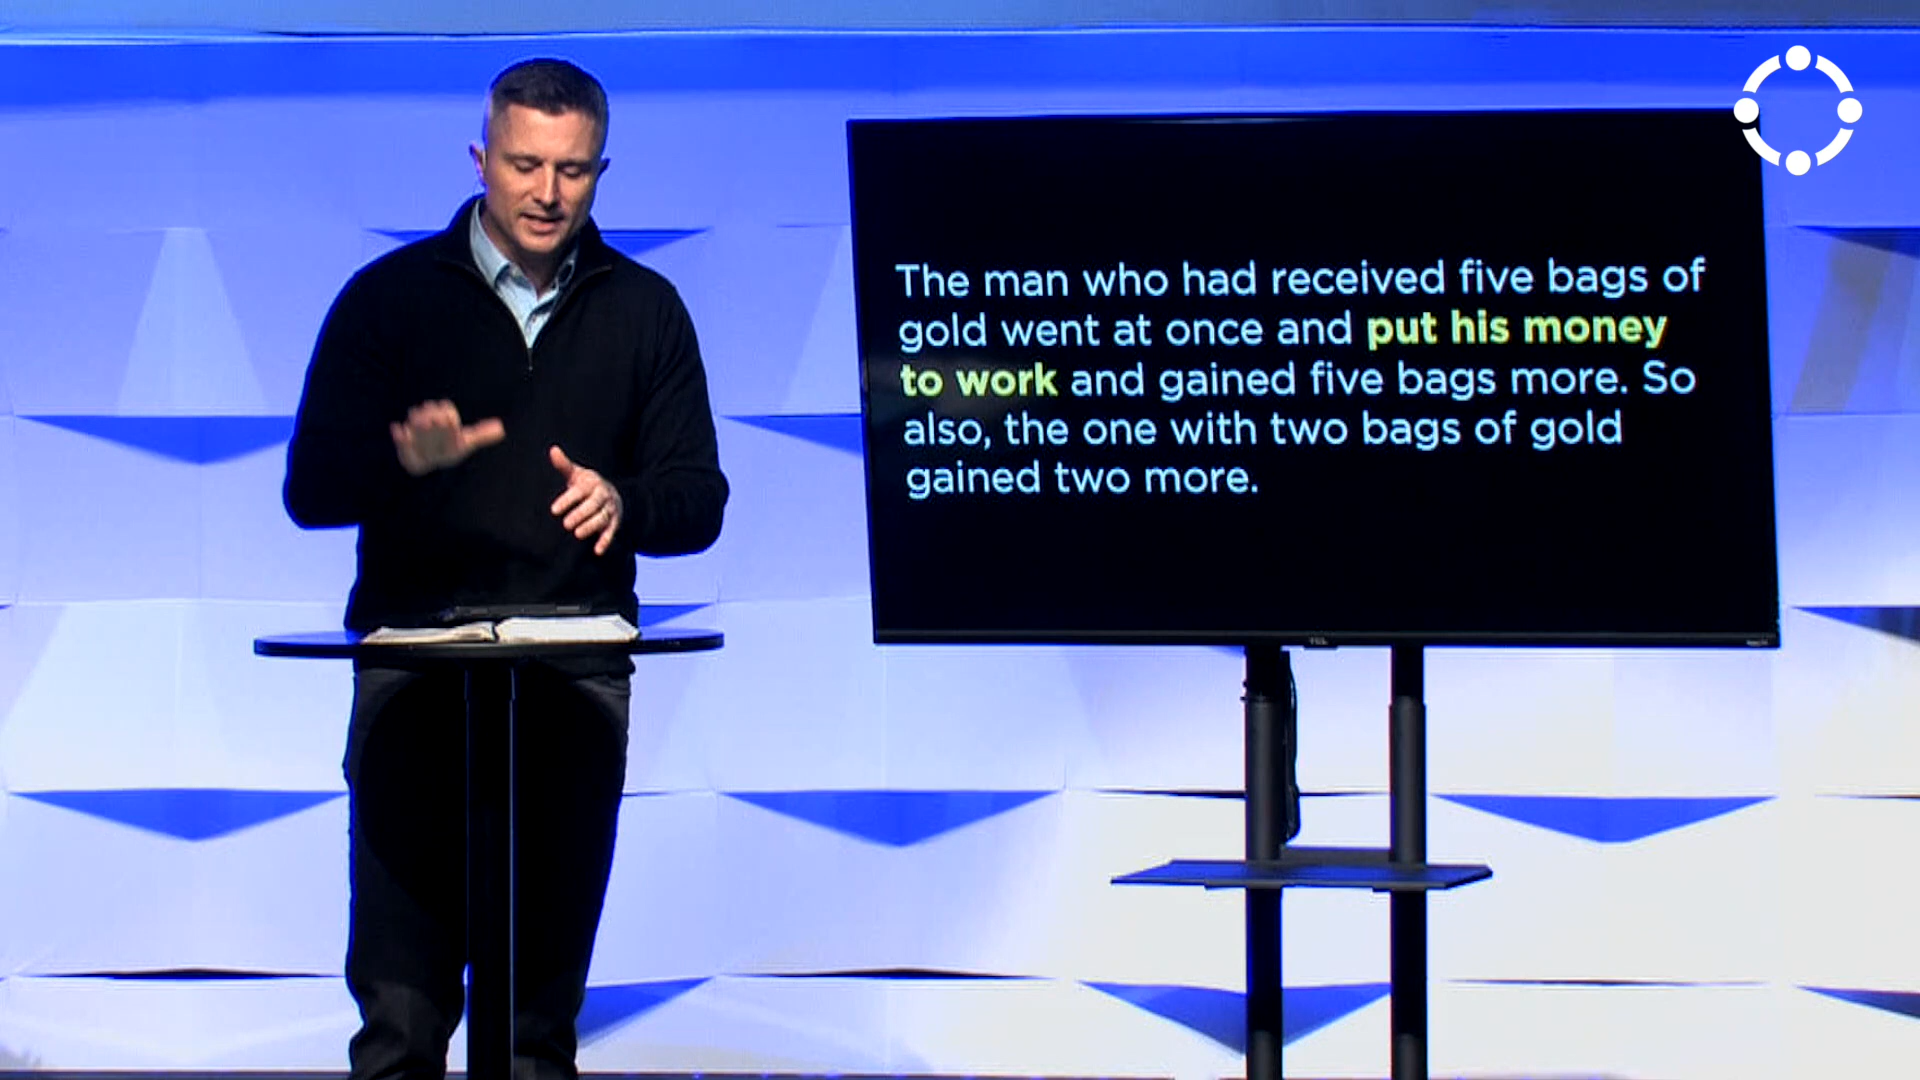 The man who had received five bags of
gold went at once and put his money
to work and gained five bags more. So
also, the one with two bags of gold
gained two more.
TCL